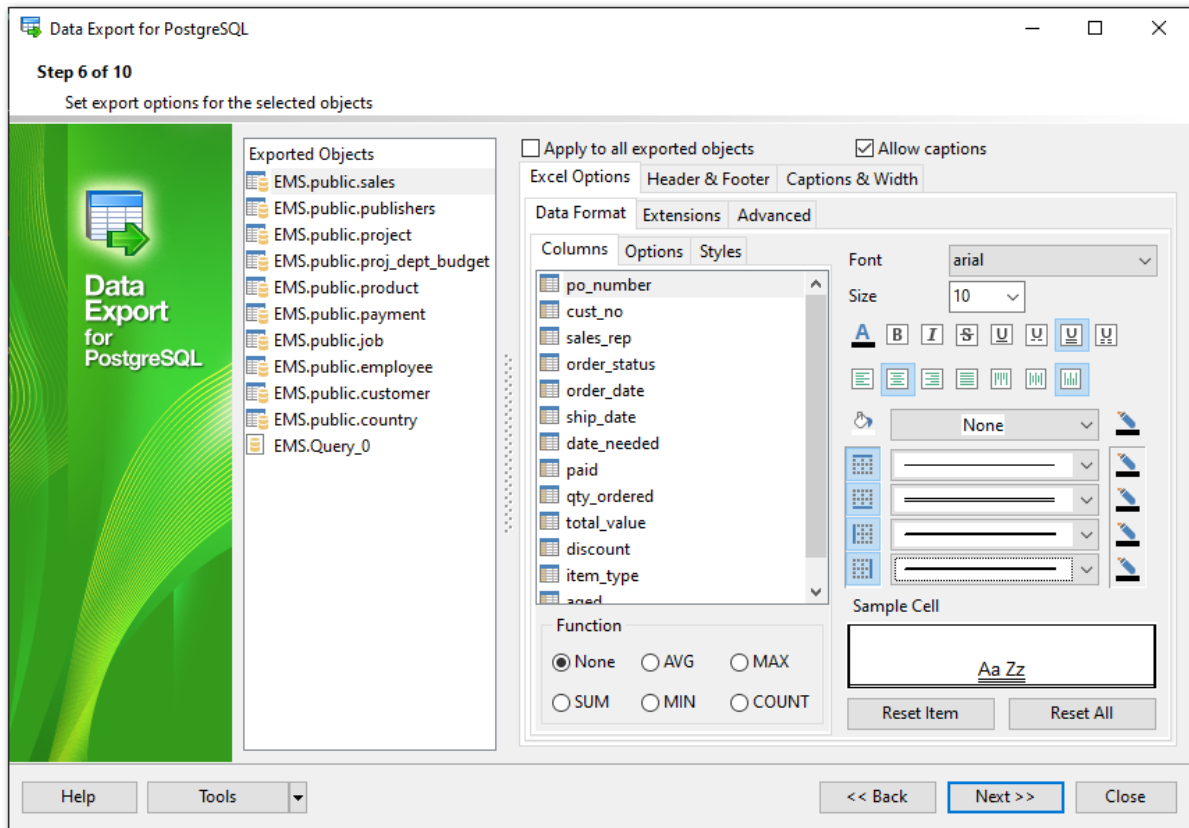 Data Export for PostgreSQL
Step 6 of 10
Set export options for the selected objects
Data
Export
for
PostgreSQL
Exported Objects
EMS.public.sales
EMS.public.publishers
EMS.public.project
EMS.public.proj_dept_budget
EMS.public.product
EMS.public.payment
EMS.public.job
EMS.public.employee
EMS.public.customer
EMS.public.country
EMS.Query_0
Apply to all exported objects Allow captions
Excel Options Header & Footer Captions & Width
Data Format Extensions Advanced
Columns Options Styles
po_number
cust_no
sales_rep
order_status
order_date
ship_date
date_needed
paid
qty_ordered
total_value
discount
item_type
aged
Function
None AVG MAX
SUM MIN COUNT
Font arial
Size 10
A B I S U U U U
None
Sample Cell
Aa Zz
Reset Item Reset All
Help Tools << Back Next >> Close